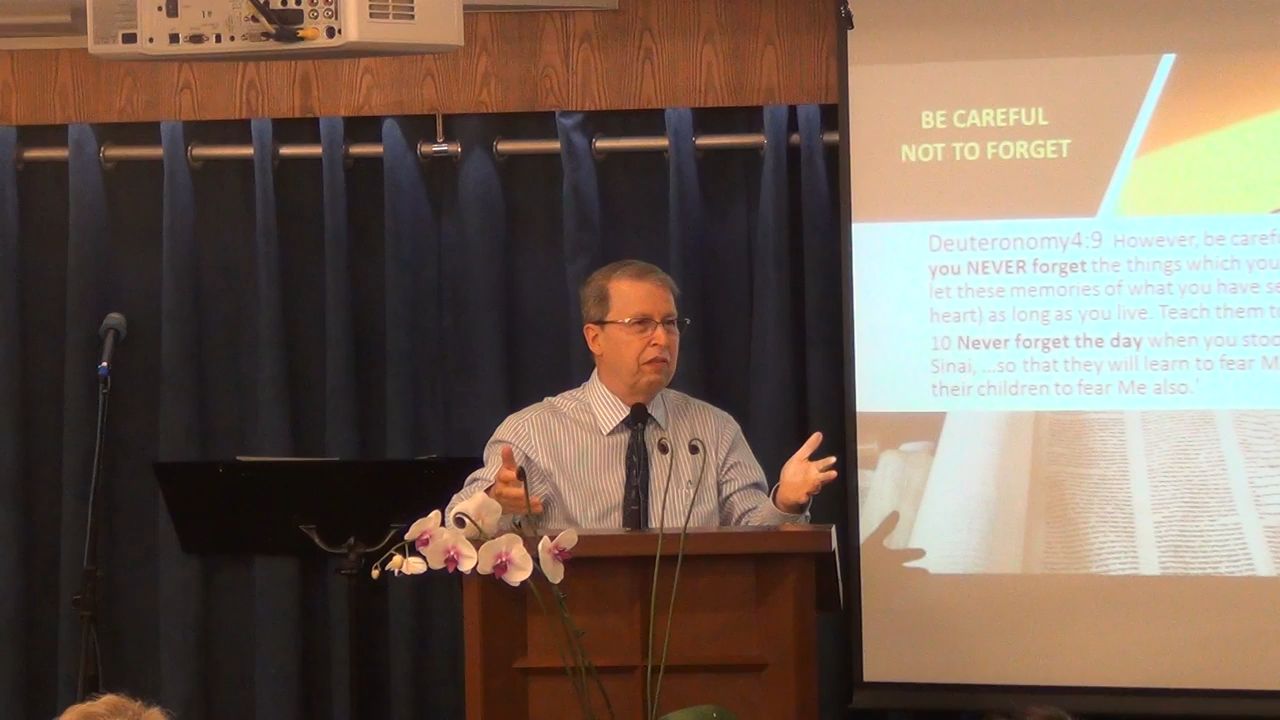 BE CAREFUL
NOT TO FORGET
Deuteronomy4:9 However, be caref
you NEVER forget the things which you
let these memories of what you have se
heart) as long as you live. Teach them t
10 Never forget the day when you stoo
Sinai, ...so that they will learn to fear M
their children to fear Me also.'